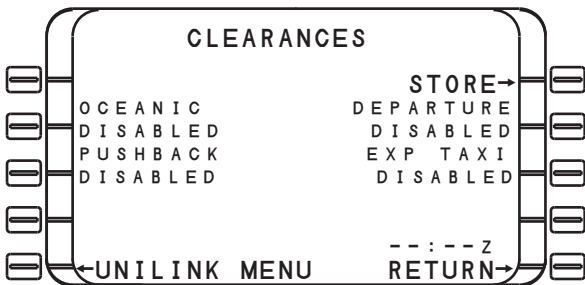 CLEARANCES
STORE→
OCEANIC DEPARTURE
DISABLED DISABLED
PUSHBACK EXP TAXI
DISABLED DISABLED
--:--Z
←UNILINK MENU RETURN→